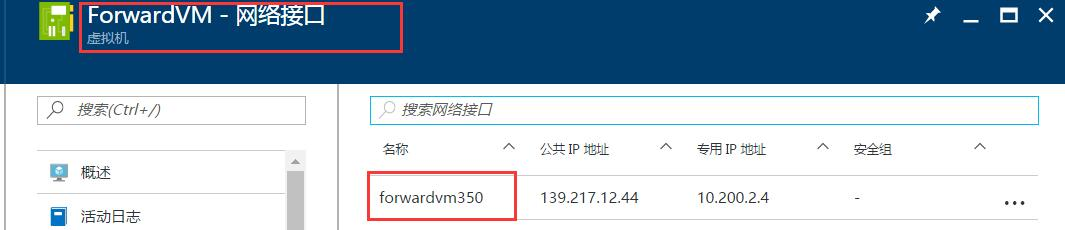 ForwardVM - 网络接口
虚拟机
搜索(Ctrl+/)
搜索网络接口
名称 公共 IP 地址 专用 IP 地址 安全组
概述
forwardvm350 139.217.12.44 10.200.2.4 - ...
活动日志